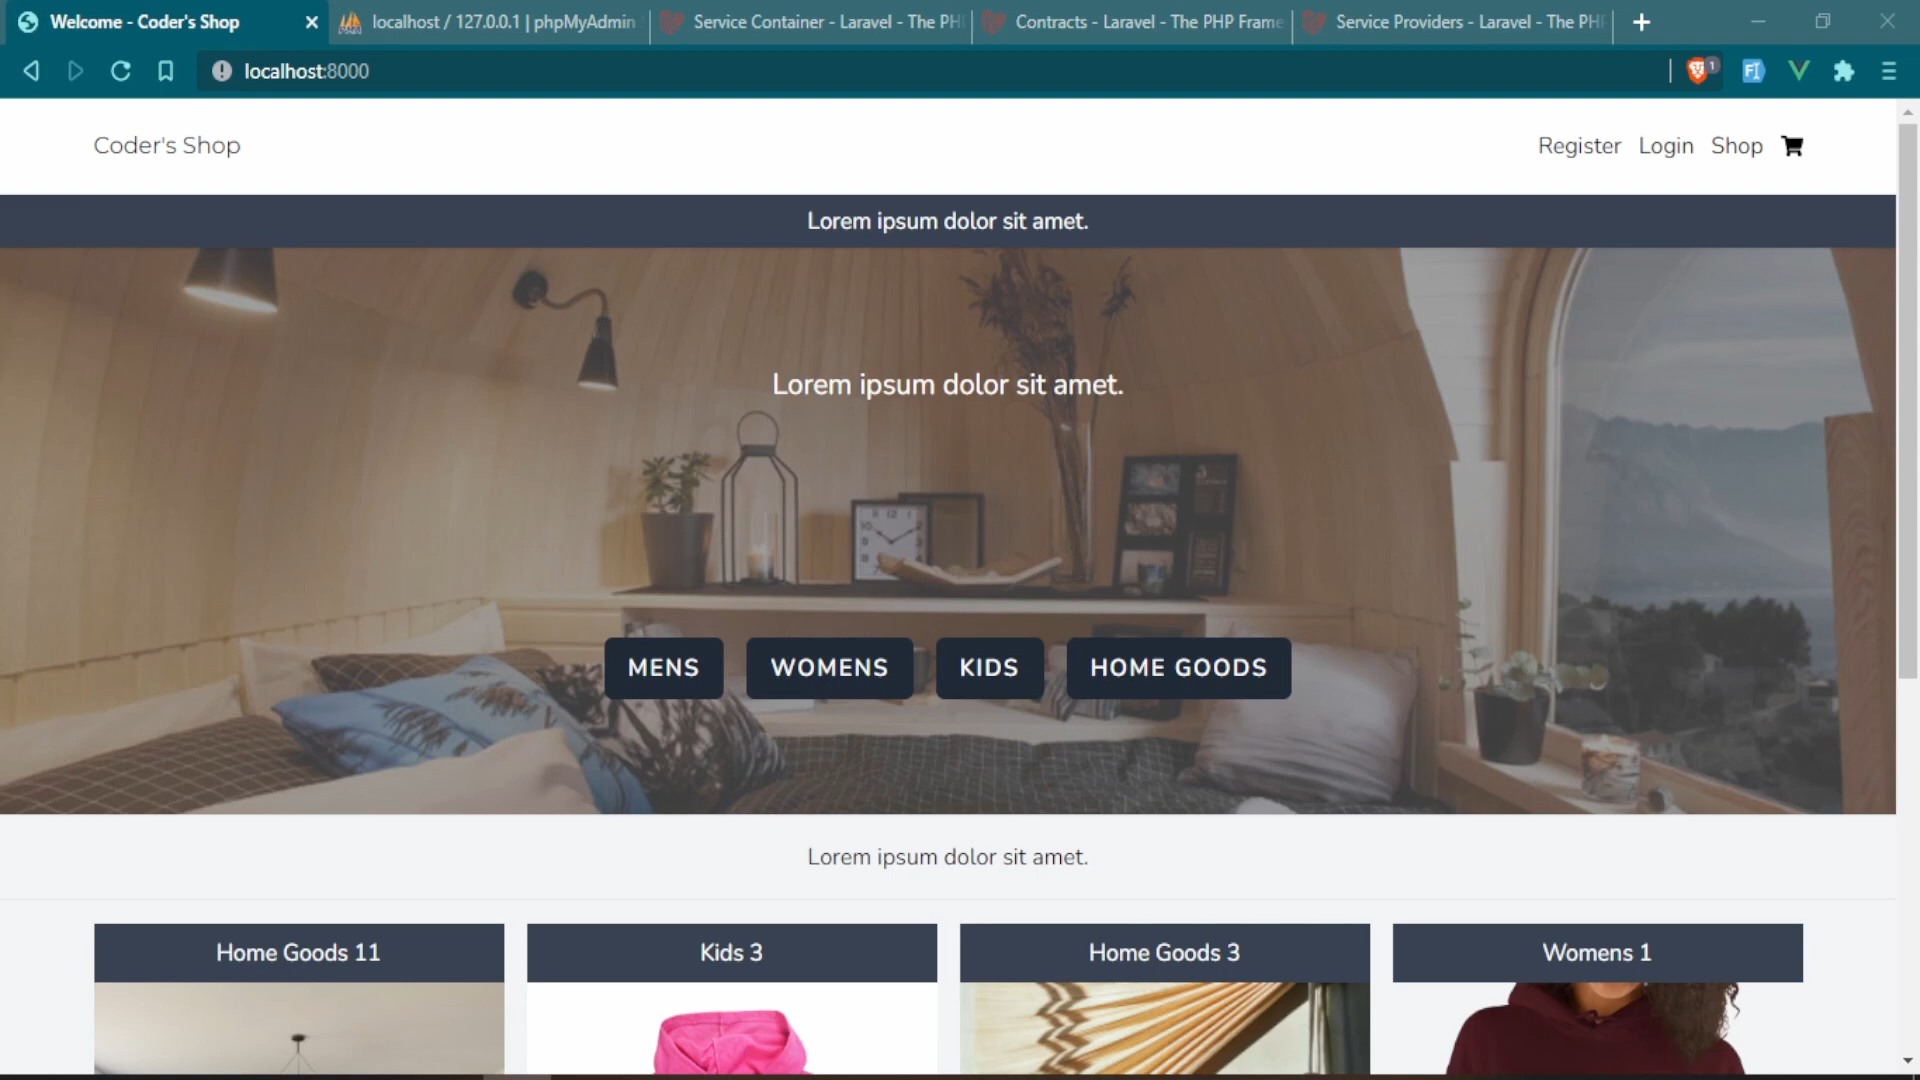 Welcome - Coder's Shop
localhost / 127.0.0.1 | phpMyAdmin
Service Container - Laravel - The PH
Contracts - Laravel - The PHP Frame
Service Providers - Laravel - The PHP
localhost:8000
1
Coder's Shop
Register Login Shop
Lorem ipsum dolor sit amet.
Lorem ipsum dolor sit amet.
MENS WOMENS KIDS HOME GOODS
Lorem ipsum dolor sit amet.
Home Goods 11
Kids 3
Home Goods 3
Womens 1